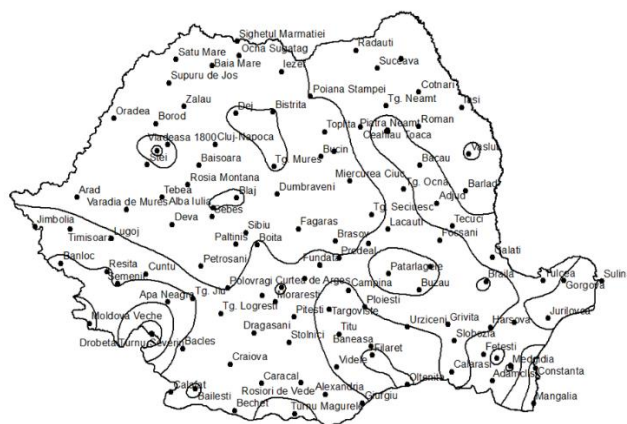 Sighetul Marmatiei
Ocha Sugatag
Radauti
Satu Mare
Baia Mare
Iezer
Suceava
Supuru de Jos
Poiana Stampei
Cotnari
Zalau
Tg. Neamt
Iasi
Oradea
Borod
Dej
Bistrita
Toplita
Piatra Neamt
Roman
Ceahlau Toaca
Vladeasa 1800
Cluj-Napoca
Bucin
Vaslui
Stei
Baisoara
Tg. Mures
Bacau
Miercurea Ciuc
Rosia Montana
Tg. Ocna
Barlad
Arad
Tebea
Blaj
Dumbraveni
Varadia de Mures
Alba Iulia
Adjud
Sebes
Tg. Seciuesc
Jimbolia
Deva
Sibiu
Fagaras
Lacauti
Tecuci
Timisoara
Lugoj
Paltinis
Boita
Brasov
Fossani
Predeal
Galati
Banloc
Petrosani
Fundata
Resita
Cuntu
Patarlagele
Tulcea
Sulin
Semenic
Polovragi
Curtea de Arges
Campina
Braila
Gorgova
Apa Neagra
Tg. Jiu
Morarest
Buzau
Moldova Veche
Tg. Logresti
Pitesti
Targoviste
Ploiesti
Jurilovca
Urziceni
Grivita
Harsova
Drobeta Turnu Severin
Dragasani
Titu
Slobozia
Bacles
Stolnici
Baneasa
Filaret
Fetesti
Craiova
Videle
Calarasi
Medgidia
Constanta
Calafat
Caracal
Oltenita
Adamclisi
Bailesti
Rosiori de Vede
Alexandria
Giurgiu
Mangalia
Bechet
Turnu Magurele